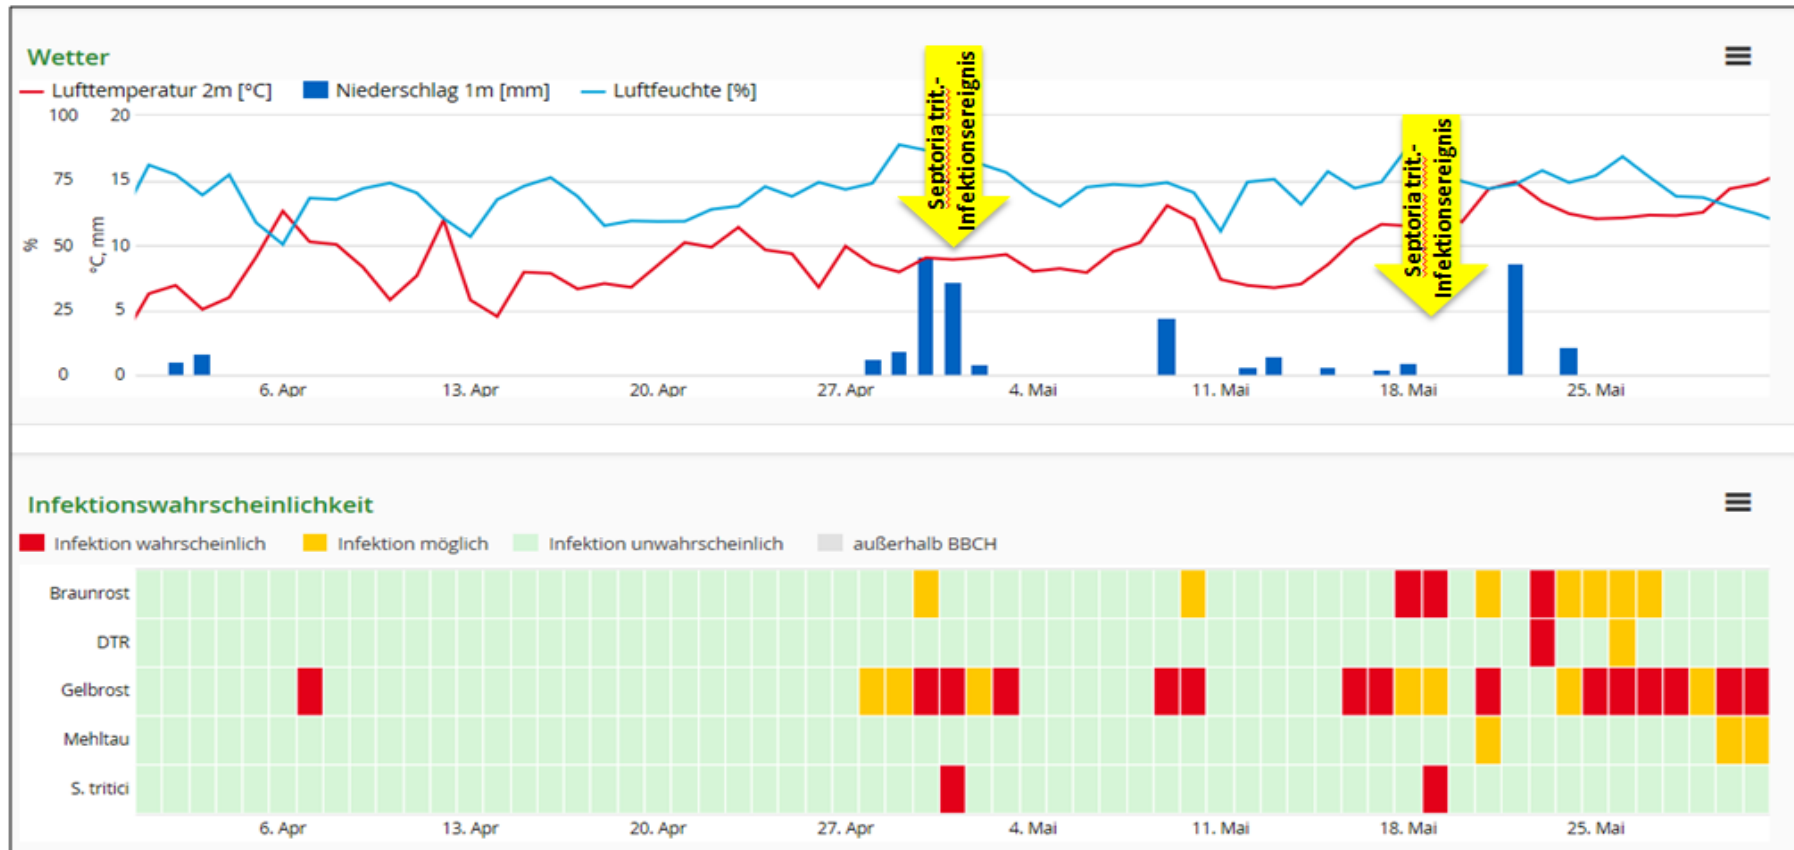 Wetter
Lufttemperatur 2m [°C]
Niederschlag 1m [mm]
Luftfeuchte [%]
Septoria trit.-
Infektionsereignis
Septoria trit.-
Infektionsereignis
100
75
50
25
0
%
20
15
10
5
0
°C, mm
6. Apr
13. Apr
20. Apr
27. Apr
4. Mai
11. Mai
18. Mai
25. Mai
Infektionswahrscheinlichkeit
Infektion wahrscheinlich
Infektion möglich
Infektion unwahrscheinlich
außerhalb BBCH
Braunrost
DTR
Gelbrost
Mehltau
S. tritici
6. Apr
13. Apr
20. Apr
27. Apr
4. Mai
11. Mai
18. Mai
25. Mai